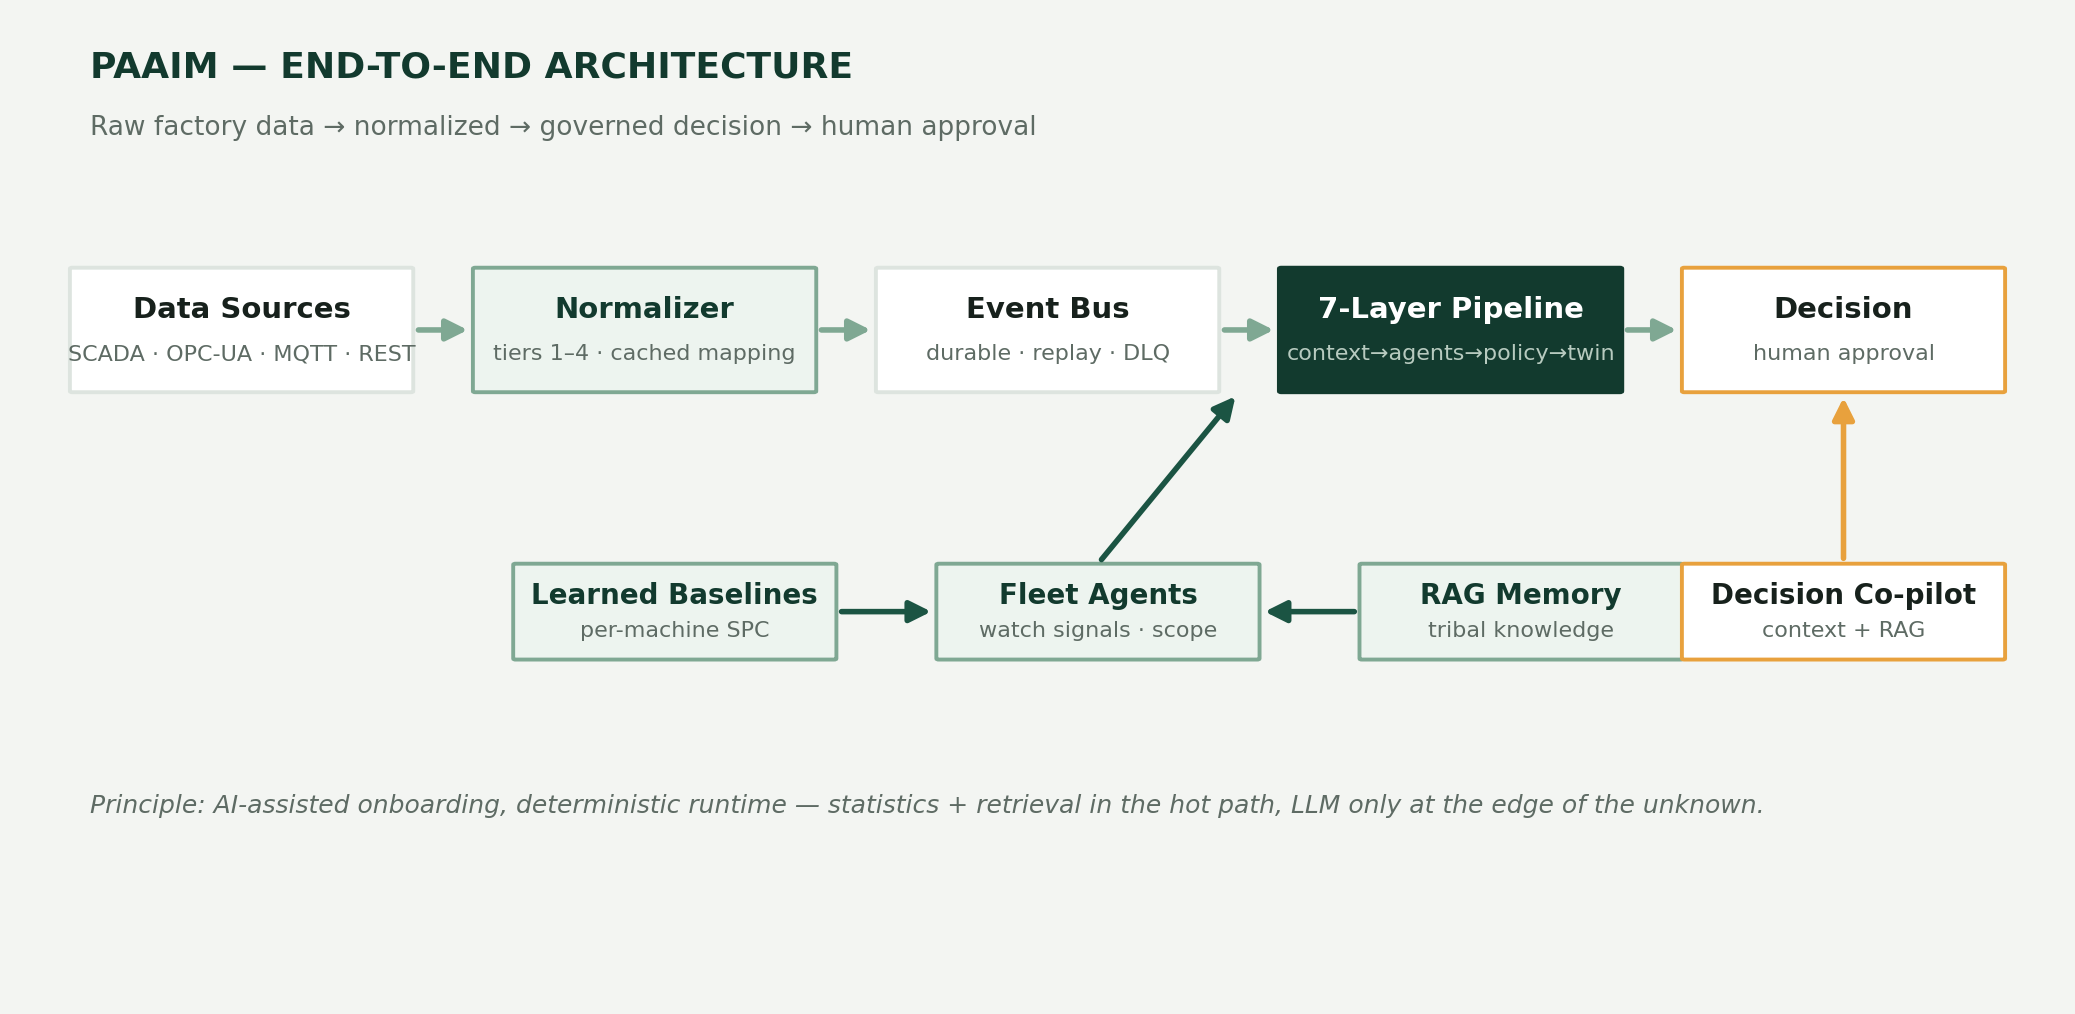 PAAIM — END-TO-END ARCHITECTURE
Raw factory data → normalized → governed decision → human approval
Data Sources
SCADA · OPC-UA · MQTT · REST
Normalizer
tiers 1–4 · cached mapping
Event Bus
durable · replay · DLQ
7-Layer Pipeline
context→agents→policy→twin
Decision
human approval
Learned Baselines
per-machine SPC
Fleet Agents
watch signals · scope
RAG Memory
tribal knowledge
Decision Co-pilot
context + RAG
Principle: AI-assisted onboarding, deterministic runtime — statistics + retrieval in the hot path, LLM only at the edge of the unknown.